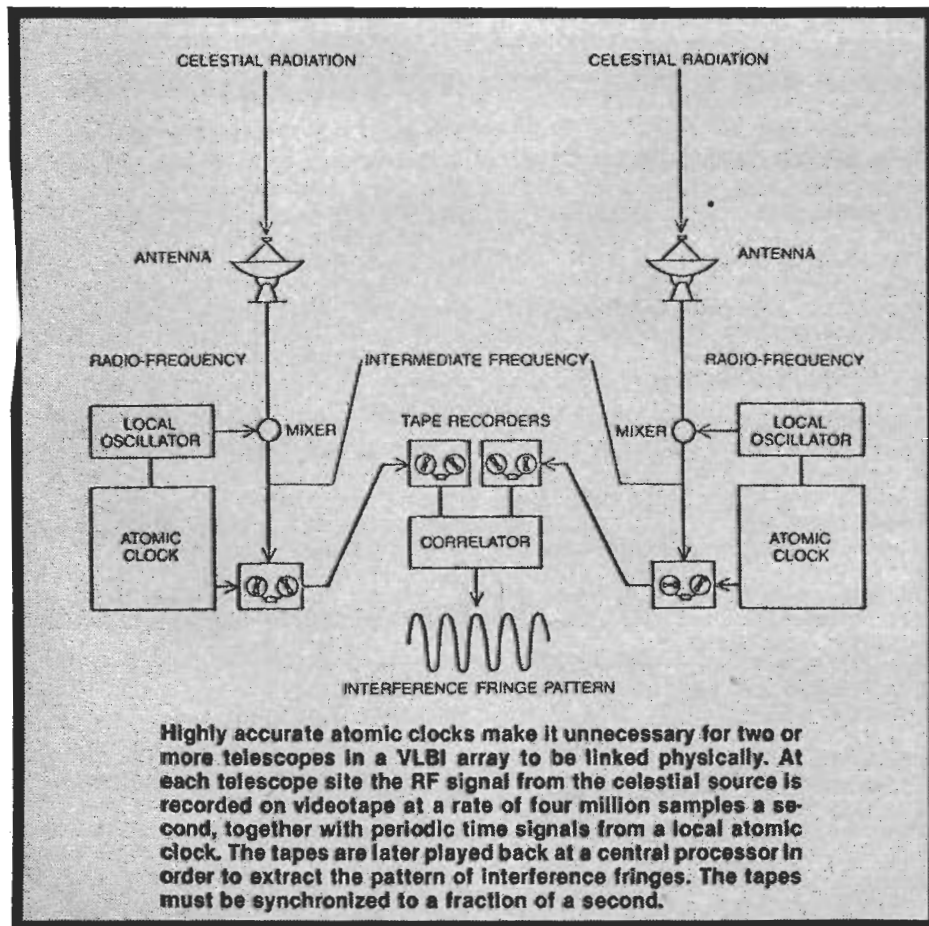 CELESTIAL RADIATION
CELESTIAL RADIATION
ANTENNA
ANTENNA
RADIO-FREQUENCY
INTERMEDIATE FREQUENCY
RADIO-FREQUENCY
LOCAL
OSCILLATOR
MIXER
TAPE RECORDERS
MIXER
LOCAL
OSCILLATOR
ATOMIC
CLOCK
CORRELATOR
ATOMIC
CLOCK
INTERFERENCE FRINGE PATTERN
Highly accurate atomic clocks make it unnecessary for two or
more telescopes in a VLBI array to be linked physically. At
each telescope site the RF signal from the celestial source is
recorded on videotape at a rate of four million samples a se-
cond, together with periodic time signals from a local atomic
clock. The tapes are later played back at a central processor in
order to extract the pattern of interference fringes. The tapes
must be synchronized to a fraction of a second.